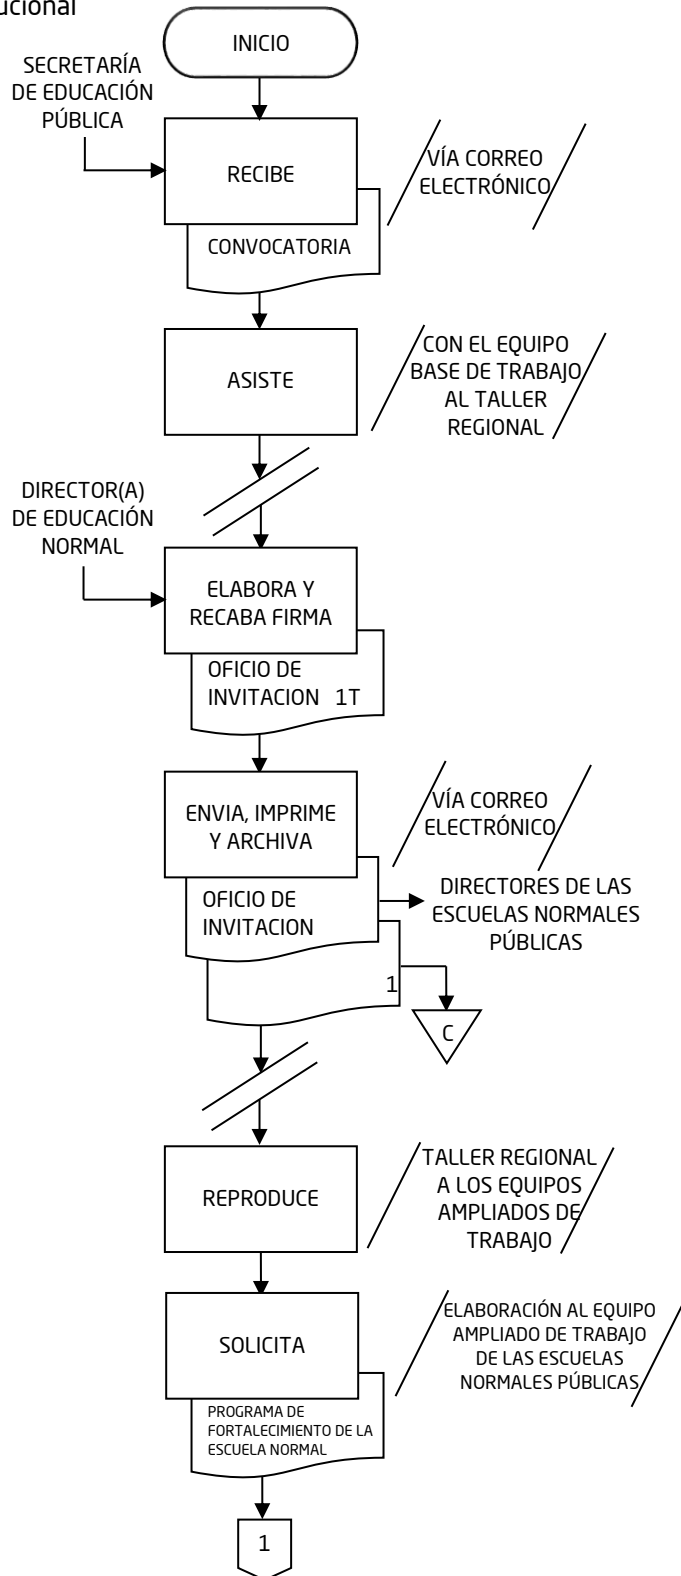 ucional
INICIO
SECRETARÍA
DE EDUCACIÓN
PÚBLICA
RECIBE
VÍA CORREO
ELECTRÓNICO
CONVOCATORIA
ASISTE
CON EL EQUIPO
BASE DE TRABAJO
AL TALLER
REGIONAL
DIRECTOR(A)
DE EDUCACIÓN
NORMAL
ELABORA Y
RECABA FIRMA
OFICIO DE
INVITACION 1T
ENVIA, IMPRIME
Y ARCHIVA
VÍA CORREO
ELECTRÓNICO
OFICIO DE
INVITACION
DIRECTORES DE LAS
ESCUELAS NORMALES
PÚBLICAS
1
C
REPRODUCE
TALLER REGIONAL
A LOS EQUIPOS
AMPLIADOS DE
TRABAJO
SOLICITA
ELABORACIÓN AL EQUIPO
AMPLIADO DE TRABAJO
DE LAS ESCUELAS
NORMALES PÚBLICAS
PROGRAMA DE
FORTALECIMIENTO DE LA
ESCUELA NORMAL
1